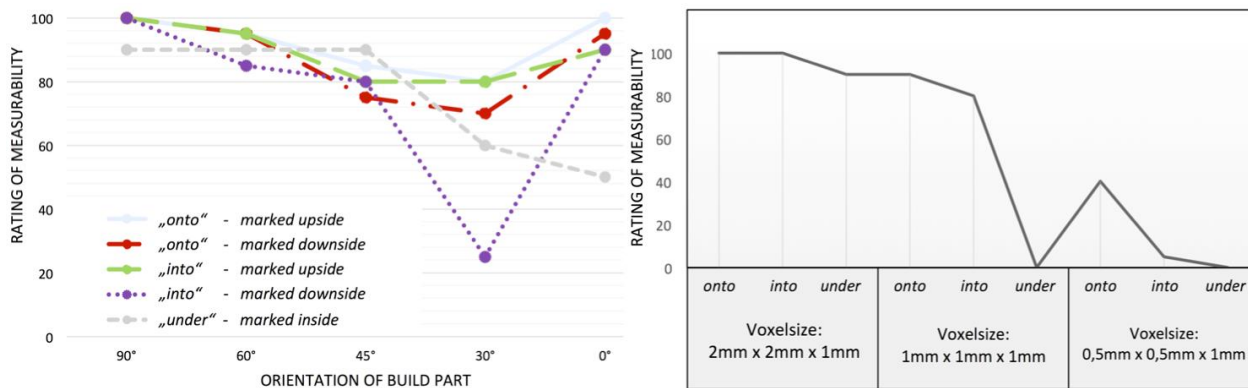 RATING OF MEASURABILITY
100
80
60
40
20
0
„onto“ - marked upside
„onto“ - marked downside
„into“ - marked upside
„into“ - marked downside
„under“ - marked inside
90° 60° 45° 30° 0°
ORIENTATION OF BUILD PART
RATING OF MEASURABILITY
100
80
60
40
20
0
onto into under onto into under onto into under
Voxelsize: Voxelsize: Voxelsize:
2mm x 2mm x 1mm 1mm x 1mm x 1mm 0,5mm x 0,5mm x 1mm